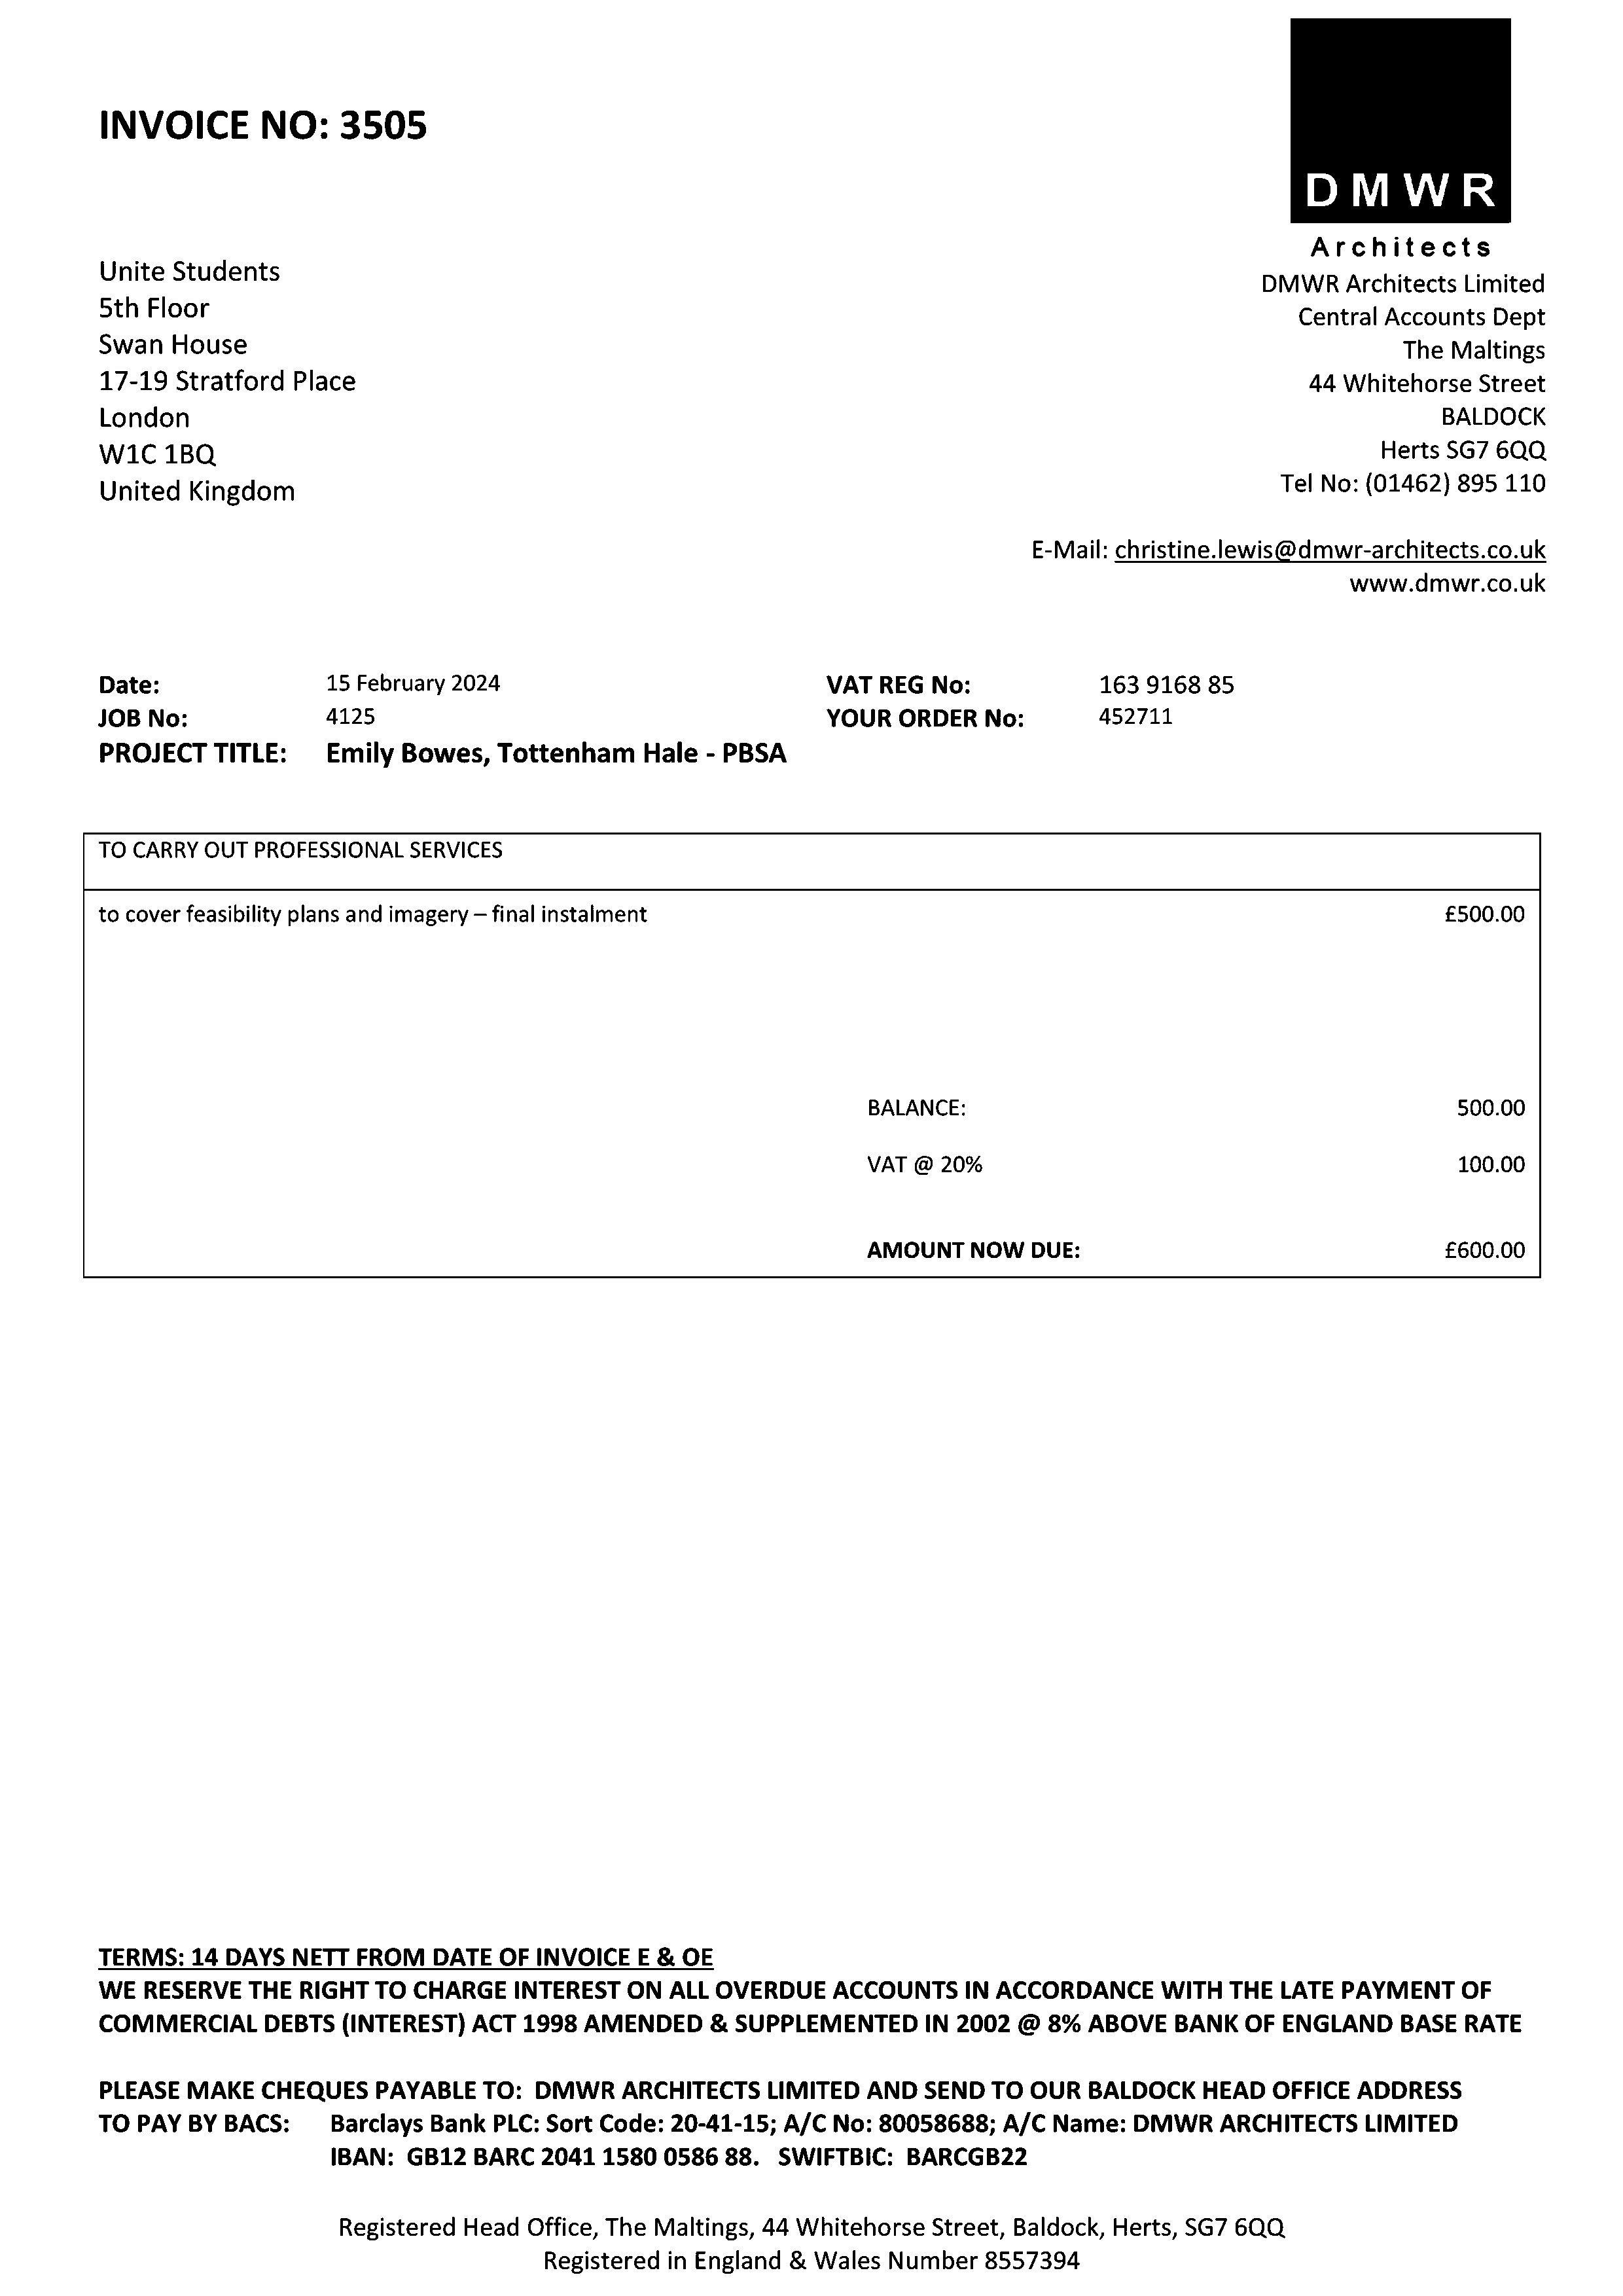 INVOICE NO: 3505
DMWR
Architects
Unite Students
5th Floor
Swan House
17-19 Stratford Place
London
W1C 1BQ
United Kingdom
DMWR Architects Limited
Central Accounts Dept
The Maltings
44 Whitehorse Street
BALDOCK
Herts SG7 6QQ
Tel No: (01462) 895 110
E-Mail: christine.lewis@dmwr-architects.co.uk
www.dmwr.co.uk
Date: 15 February 2024 VAT REG No: 163 9168 85
JOB No: 4125 YOUR ORDER No: 452711
PROJECT TITLE: Emily Bowes, Tottenham Hale - PBSA
TO CARRY OUT PROFESSIONAL SERVICES
to cover feasibility plans and imagery – final instalment £500.00
BALANCE: 500.00
VAT @ 20% 100.00
AMOUNT NOW DUE: £600.00
TERMS: 14 DAYS NETT FROM DATE OF INVOICE E & OE
WE RESERVE THE RIGHT TO CHARGE INTEREST ON ALL OVERDUE ACCOUNTS IN ACCORDANCE WITH THE LATE PAYMENT OF
COMMERCIAL DEBTS (INTEREST) ACT 1998 AMENDED & SUPPLEMENTED IN 2002 @ 8% ABOVE BANK OF ENGLAND BASE RATE
PLEASE MAKE CHEQUES PAYABLE TO: DMWR ARCHITECTS LIMITED AND SEND TO OUR BALDOCK HEAD OFFICE ADDRESS
TO PAY BY BACS: Barclays Bank PLC: Sort Code: 20-41-15; A/C No: 80058688; A/C Name: DMWR ARCHITECTS LIMITED
IBAN: GB12 BARC 2041 1580 0586 88. SWIFTBIC: BARCGB22
Registered Head Office, The Maltings, 44 Whitehorse Street, Baldock, Herts, SG7 6QQ
Registered in England & Wales Number 8557394